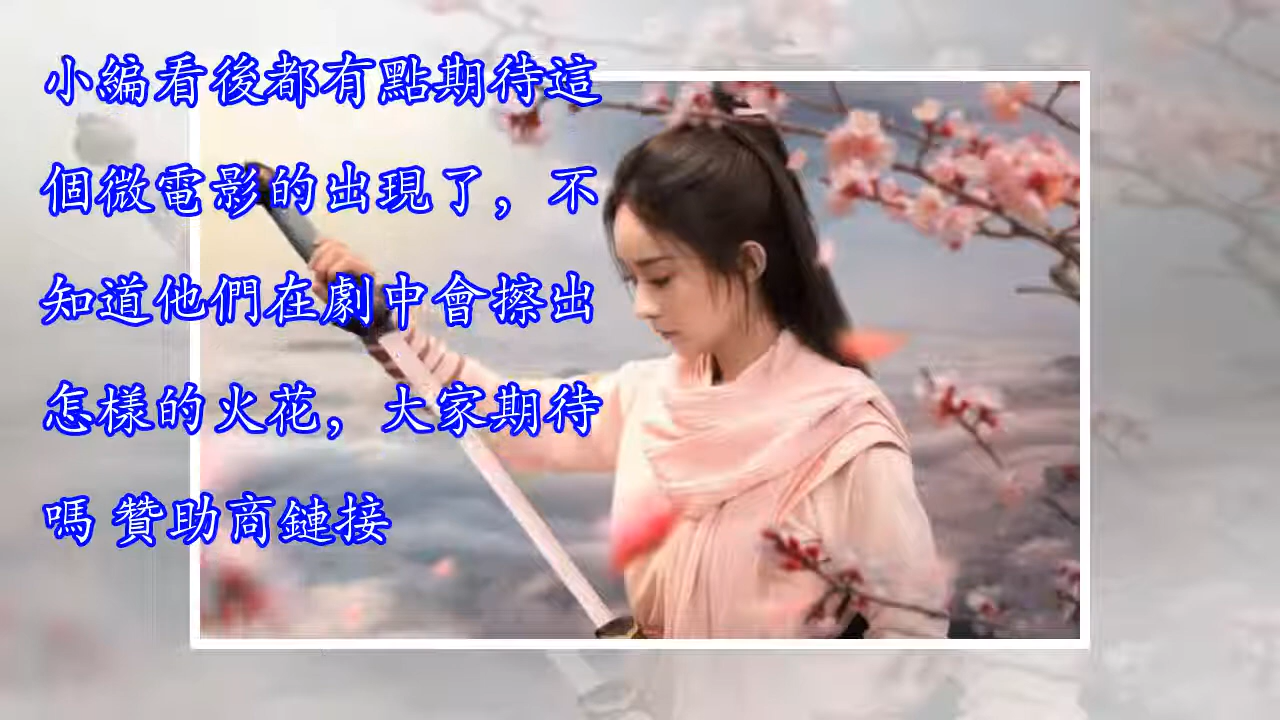 小編看後都有點期待這
個微電影的出現了，不
知道他們在劇中會擦出
怎樣的火花，大家期待
嗎 贊助商鏈接